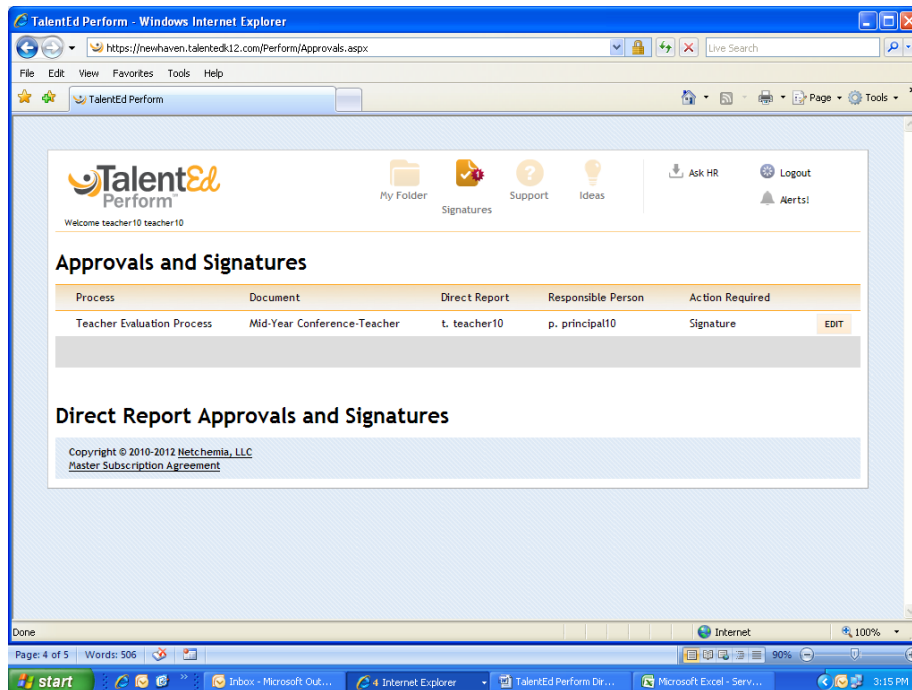 TalentEd Perform - Windows Internet Explorer
https://newhaven.talentedk12.com/Perform/Approvals.aspx
Live Search
File Edit View Favorites Tools Help
TalentEd Perform
Page Tools
TalentEd
Perform™
Welcome teacher10 teacher10
My Folder
Signatures
Support
Ideas
Ask HR
Logout
Alerts!
Approvals and Signatures
Process Document Direct Report Responsible Person Action Required
Teacher Evaluation Process Mid-Year Conference-Teacher t. teacher10 p. principal10 Signature EDIT
Direct Report Approvals and Signatures
Copyright © 2010-2012 Netchemia, LLC
Master Subscription Agreement
Done Internet 100%
Page: 4 of 5 Words: 506 90%
start Inbox - Microsoft Out... 4 Internet Explorer TalentEd Perform Dir... Microsoft Excel - Serv... 3:15 PM